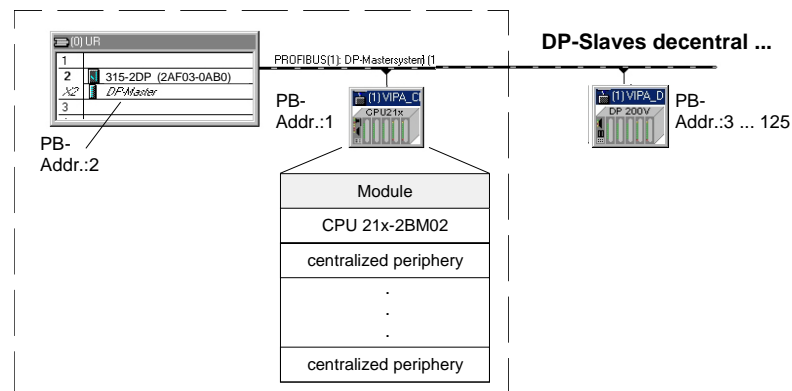 (0) UR
1
2 315-2DP (2AF03-0AB0)
X2 DP-Master
3
PB-
Addr.:2
PROFIBUS(1): DP-Mastersystem (1
DP-Slaves decentral ...
PB-
Addr.:1
(1) VIPA_C
CPU21x
(1) VIPA_D
DP 200V
PB-
Addr.:3 ... 125
Module
CPU 21x-2BM02
centralized periphery
.
.
.
centralized periphery